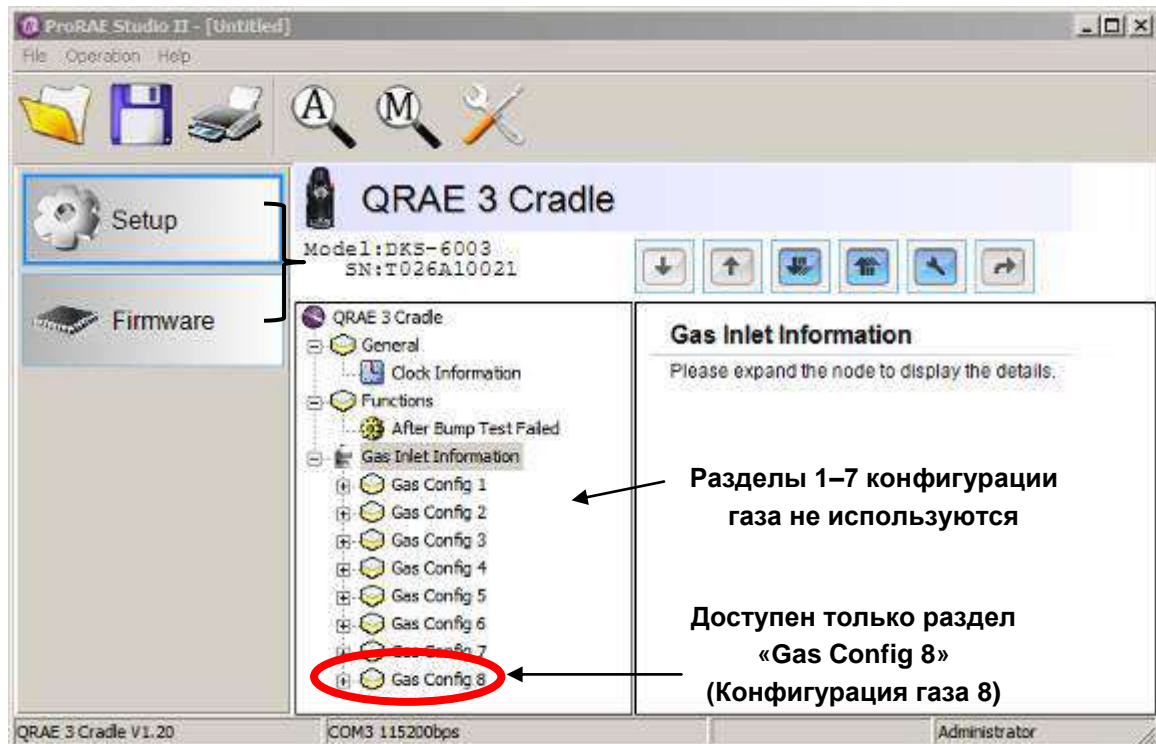 ProRAE Studio II - [Untitled]
File Operation Help
A M
Setup
Firmware
QRAE 3 Cradle
Model:DKS-6003
SN:T026A10021
QRAE 3 Cradle
General
Clock Information
Functions
After Bump Test Failed
Gas Inlet Information
Gas Config 1
Gas Config 2
Gas Config 3
Gas Config 4
Gas Config 5
Gas Config 6
Gas Config 7
Gas Config 8
Gas Inlet Information
Please expand the node to display the details.
Разделы 1–7 конфигурации
газа не используются
Доступен только раздел
«Gas Config 8»
(Конфигурация газа 8)
QRAE 3 Cradle V1.20
COM3 115200bps
Administrator